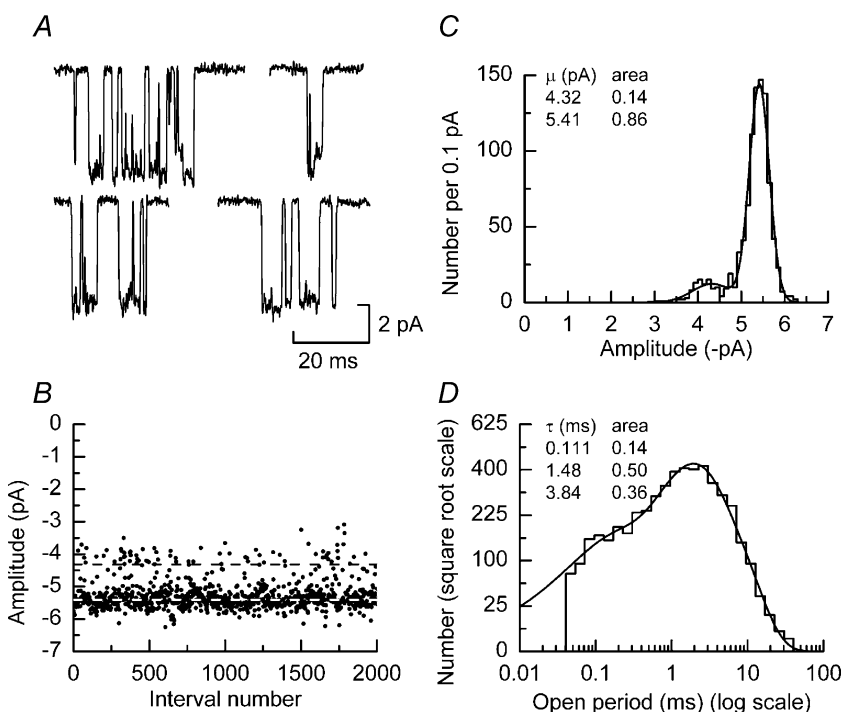 A
2 pA
20 ms
B
0
-1
-2
-3
-4
-5
-6
-7
Amplitude (pA)
0 500 1000 1500 2000
Interval number
C
150
100
50
0
Number per 0.1 pA
μ (pA) area
4.32 0.14
5.41 0.86
0 1 2 3 4 5 6 7
Amplitude (-pA)
D
625
400
225
100
25
0
Number (square root scale)
τ (ms) area
0.111 0.14
1.48 0.50
3.84 0.36
0.01 0.1 1 10 100
Open period (ms) (log scale)